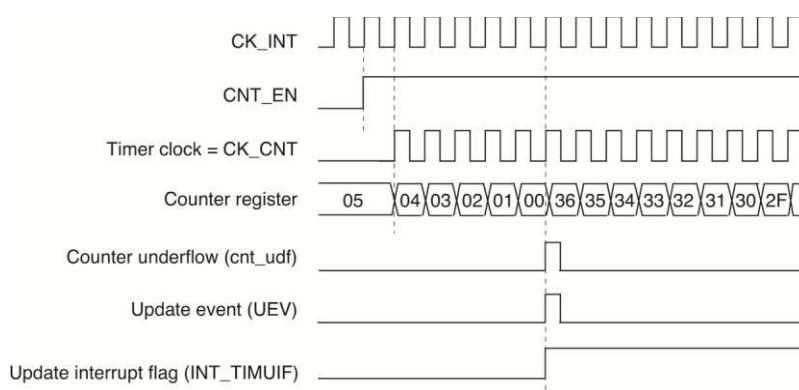 CK_INT
CNT_EN
Timer clock = CK_CNT
Counter register 05 04 03 02 01 00 36 35 34 33 32 31 30 2F
Counter underflow (cnt_udf)
Update event (UEV)
Update interrupt flag (INT_TIMUIF)